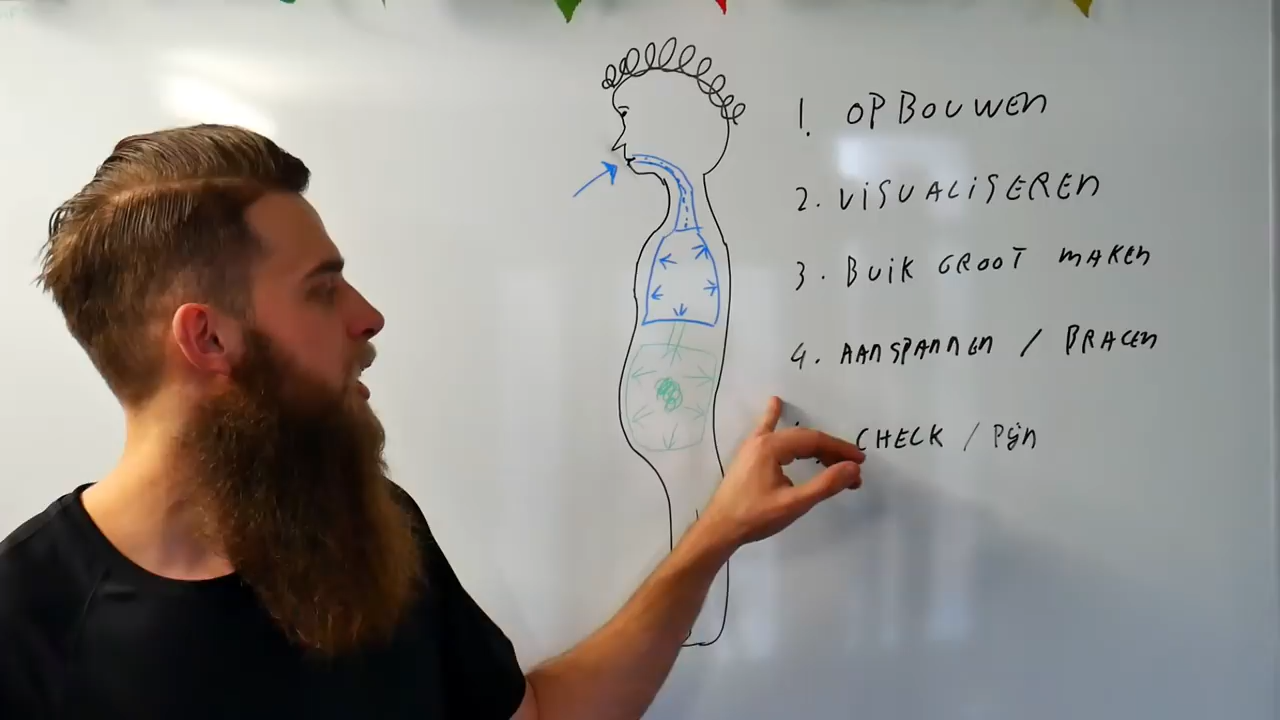 1. OPBOUWEN
2. VISUALISEREN
3. BUIK GROOT MAKEN
4. AANSPANNEN / BRACEN
CHECK / PIJN